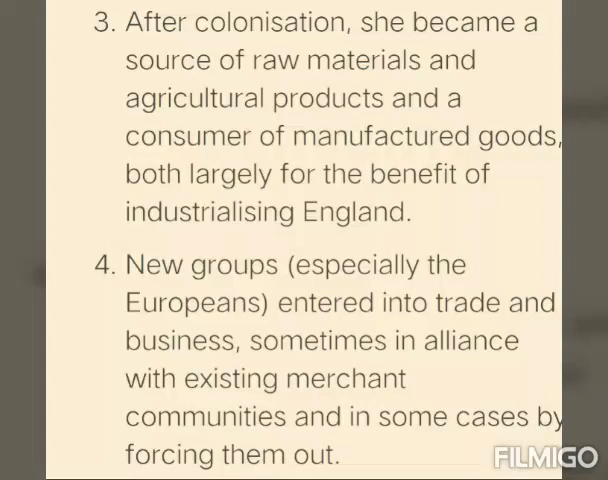 3. After colonisation, she became a
source of raw materials and
agricultural products and a
consumer of manufactured goods,
both largely for the benefit of
industrialising England.
4. New groups (especially the
Europeans) entered into trade and
business, sometimes in alliance
with existing merchant
communities and in some cases by
forcing them out.
FILMIGO